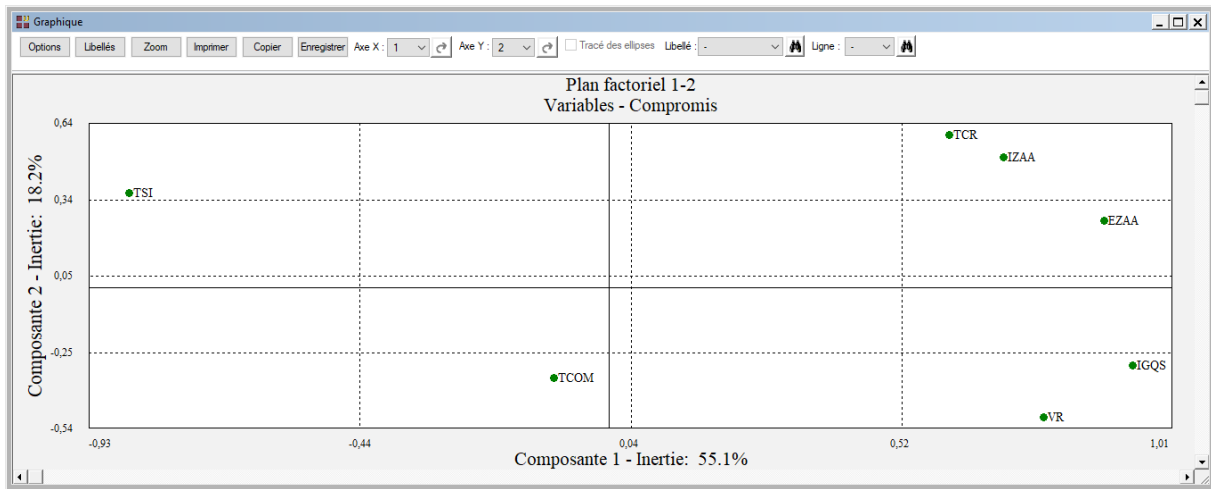 Graphique
Options Libellés Zoom Imprimer Copier Enregistrer Axe X : 1 Axe Y : 2 Tracé des ellipses Libellé : - Ligne : -
Plan factoriel 1-2
Variables - Compromis
0,64
TCR
IZAA
TSI
0,34
EZAA
0,05
Composante 2 - Inertie: 18.2%
-0,25
IGQS
TCOM
VR
-0,54
-0,93 -0,44 0,04 0,52 1,01
Composante 1 - Inertie: 55.1%